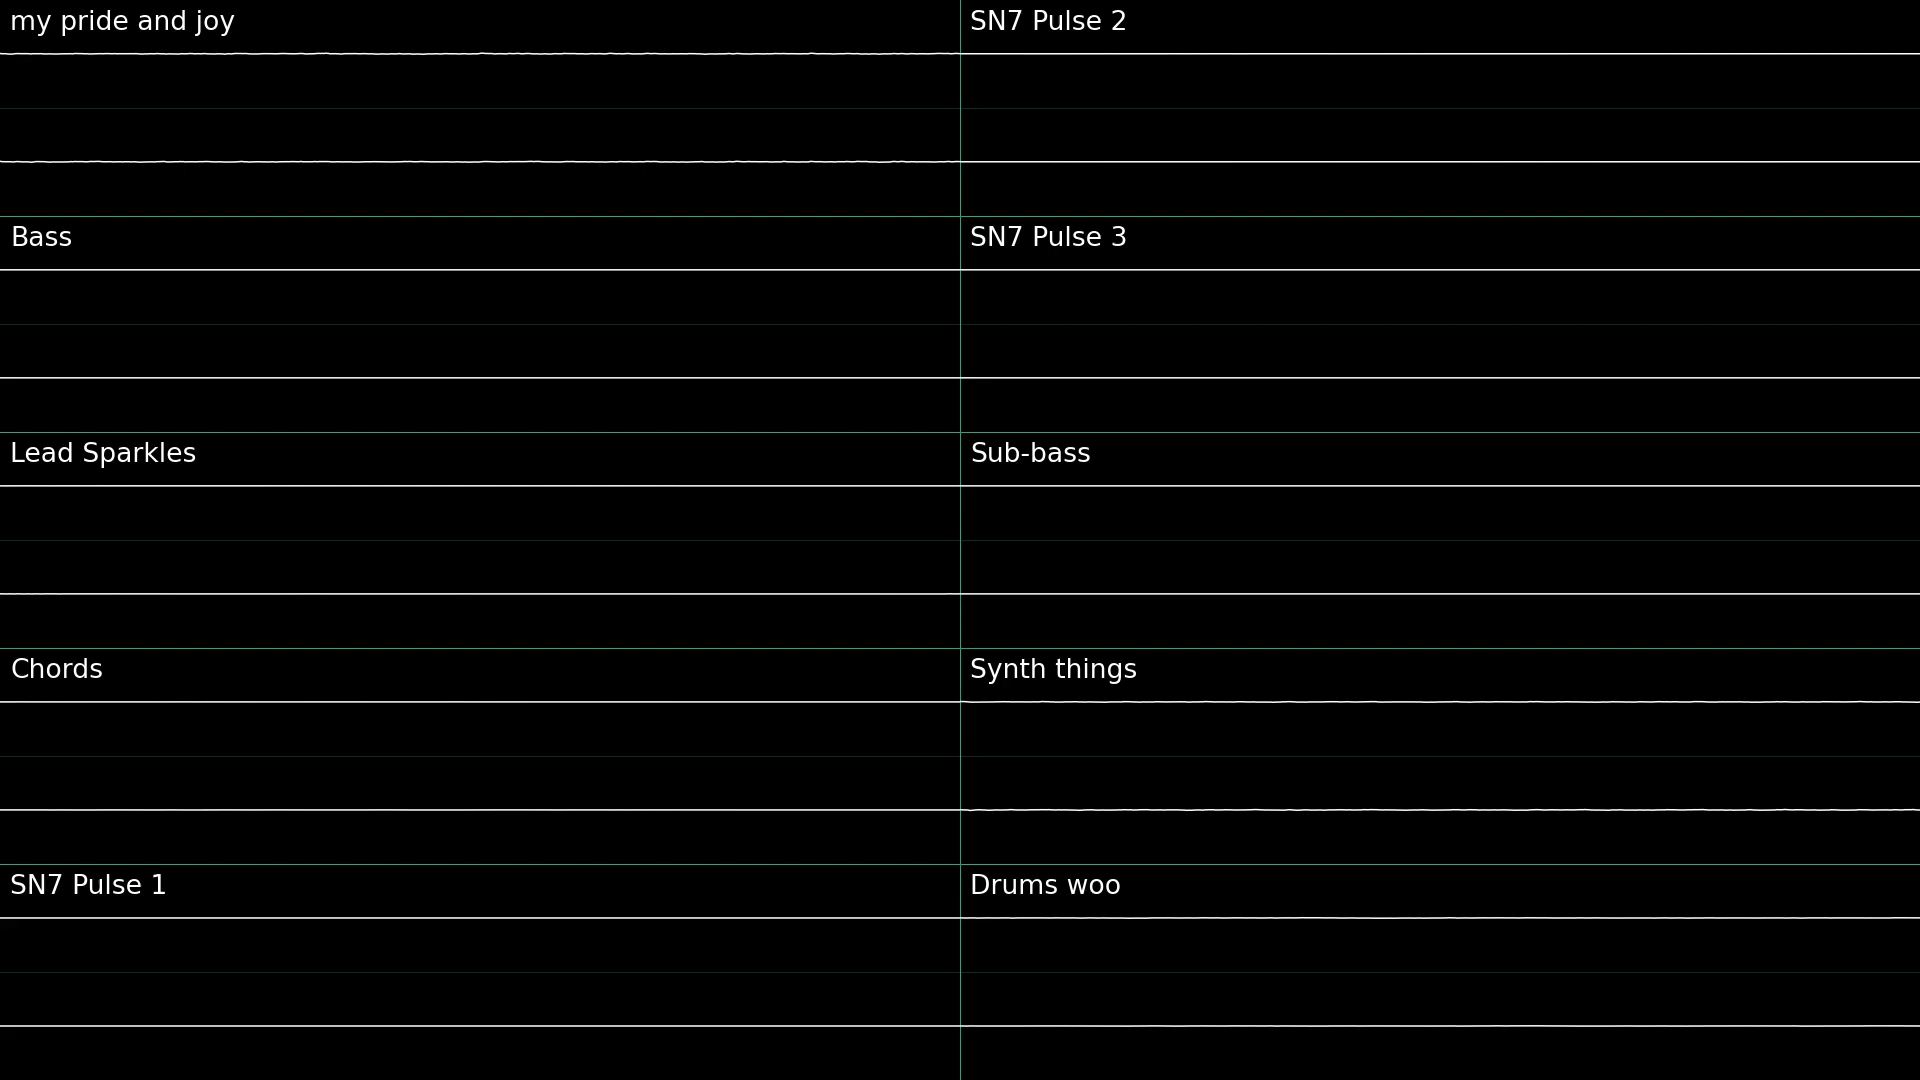 my pride and joy
Bass
Lead Sparkles
Chords
SN7 Pulse 1
SN7 Pulse 2
SN7 Pulse 3
Sub-bass
Synth things
Drums woo